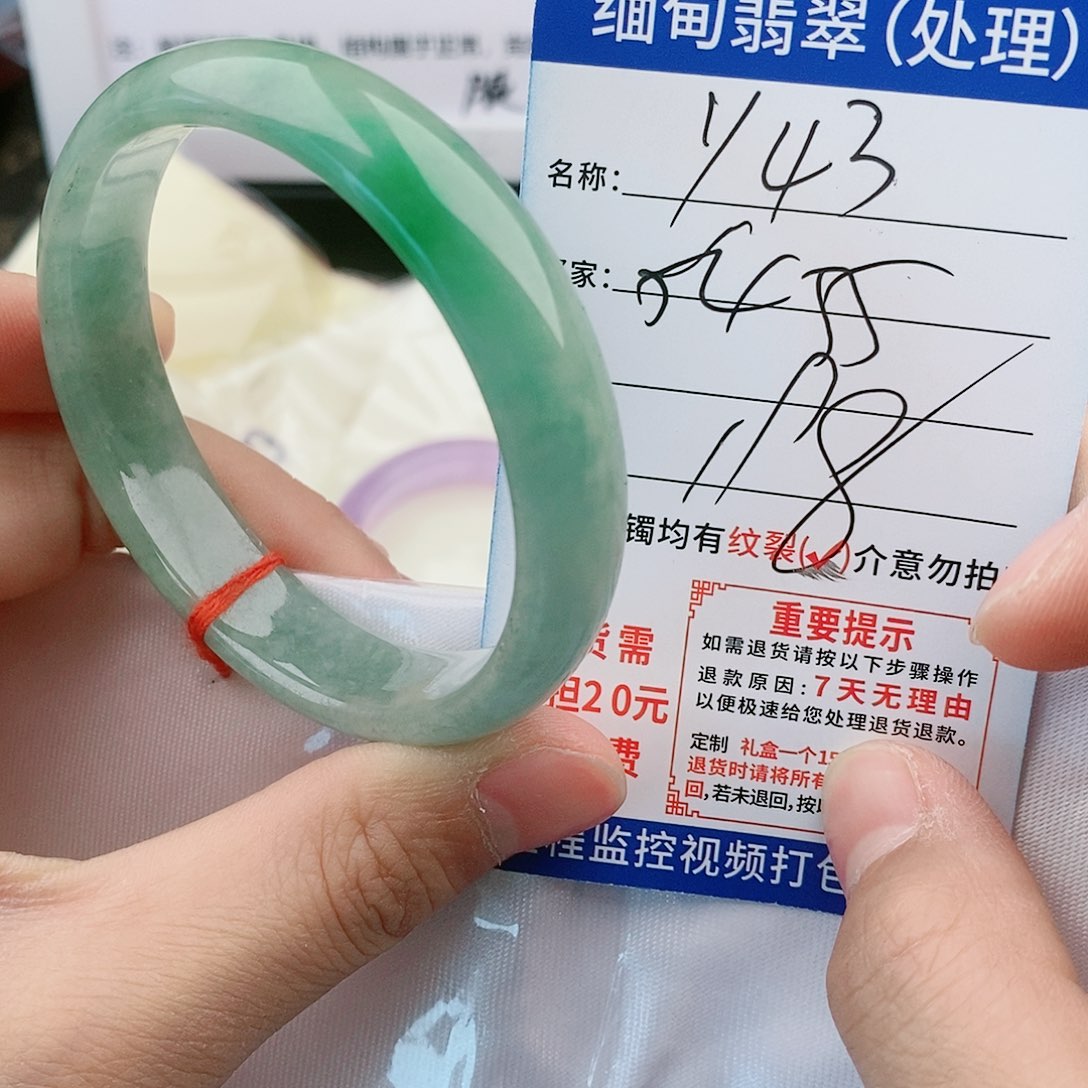 缅甸翡翠(处理)
名称: 143
家:
118
镯均有纹裂(✓)介意勿拍
货需
担20元
费
重要提示
如需退货请按以下步骤操作
退款原因:7天无理由
以便极速给您处理退货退款。
定制 礼盒一个15
退货时请将所有
回,若未退回,按
程监控视频打包